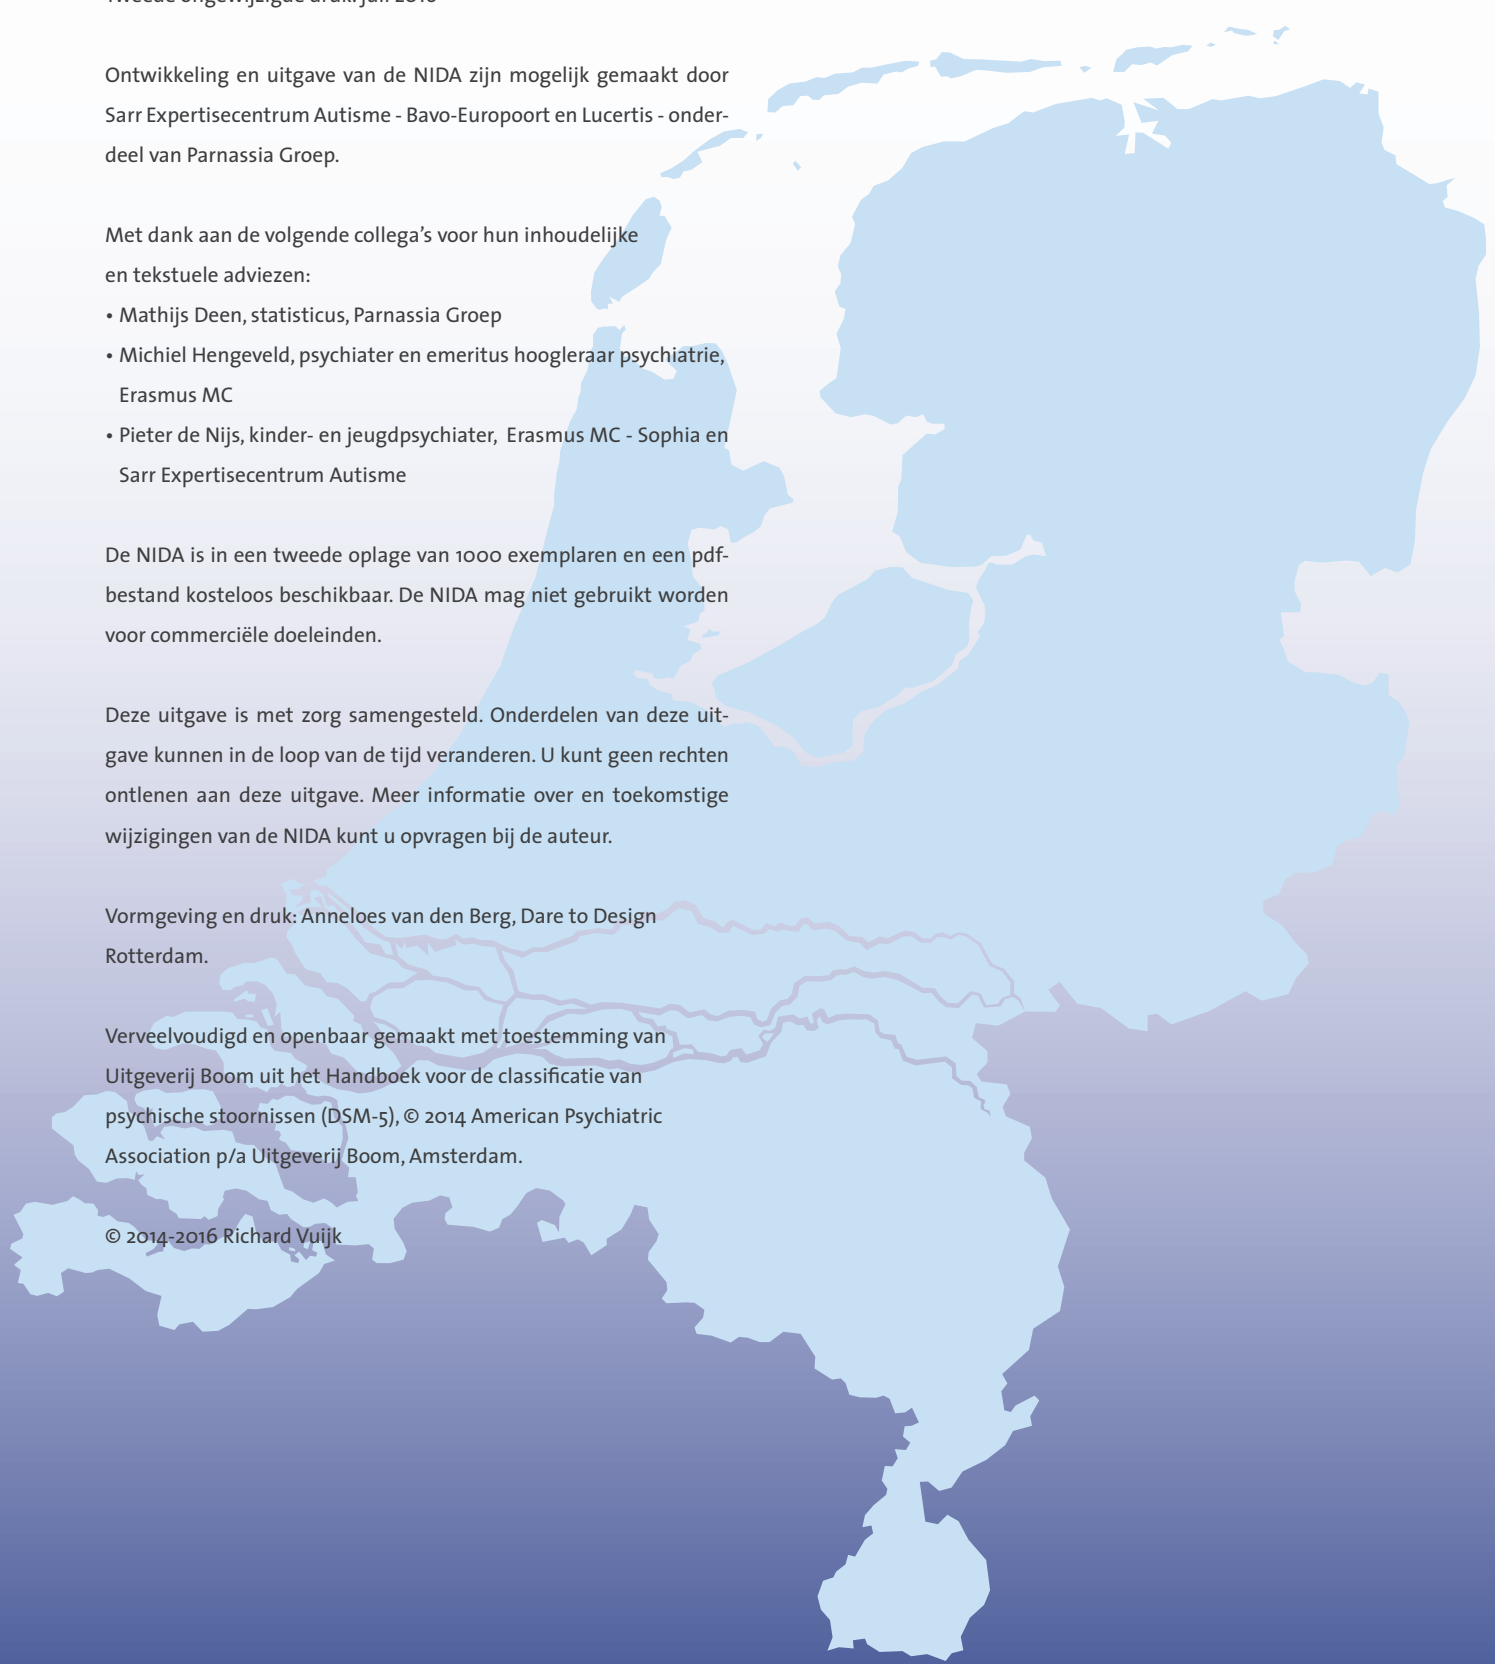 Tweede ongewijzigde druk: juli 2016
Ontwikkeling en uitgave van de NIDA zijn mogelijk gemaakt door
Sarr Expertisecentrum Autisme - Bavo-Europoort en Lucertis - onder-
deel van Parnassia Groep.
Met dank aan de volgende collega's voor hun inhoudelijke
en tekstuele adviezen:
• Mathijs Deen, statisticus, Parnassia Groep
• Michiel Hengeveld, psychiater en emeritus hoogleraar psychiatrie,
Erasmus MC
• Pieter de Nijs, kinder- en jeugdpsychiater, Erasmus MC - Sophia en
Sarr Expertisecentrum Autisme
De NIDA is in een tweede oplage van 1000 exemplaren en een pdf-
bestand kosteloos beschikbaar. De NIDA mag niet gebruikt worden
voor commerciële doeleinden.
Deze uitgave is met zorg samengesteld. Onderdelen van deze uit-
gave kunnen in de loop van de tijd veranderen. U kunt geen rechten
ontlenen aan deze uitgave. Meer informatie over en toekomstige
wijzigingen van de NIDA kunt u opvragen bij de auteur.
Vormgeving en druk: Anneloes van den Berg, Dare to Design
Rotterdam.
Verveelvoudigd en openbaar gemaakt met toestemming van
Uitgeverij Boom uit het Handboek voor de classificatie van
psychische stoornissen (DSM-5), © 2014 American Psychiatric
Association p/a Uitgeverij Boom, Amsterdam.
© 2014-2016 Richard Vuijk